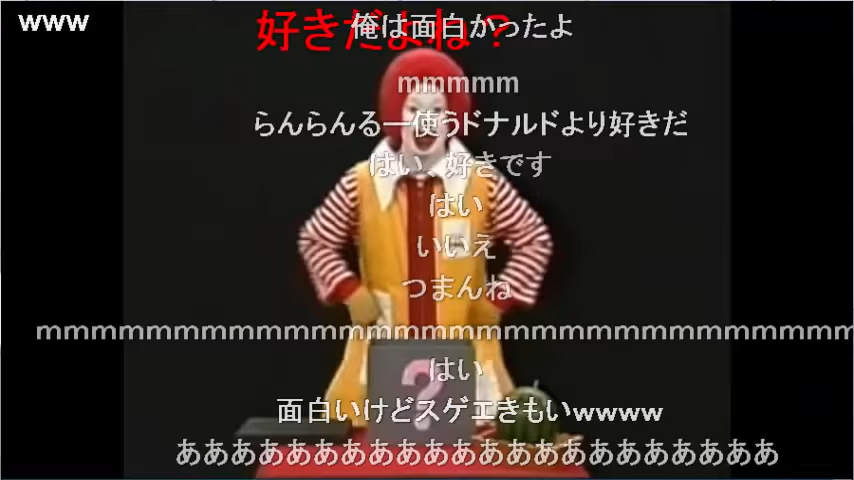 www
好きだよね？
俺は面白かったよ
mmmmm
らんらんるー使うドナルドより好きだ
はい、好きです
はい
いいえ
つまんね
mmmmmmmmmmmmmmmmmmmmmmmmmmmmmm
はい
?
面白いけどスゲエきもいwwww
ああああああああああああああああああああああ